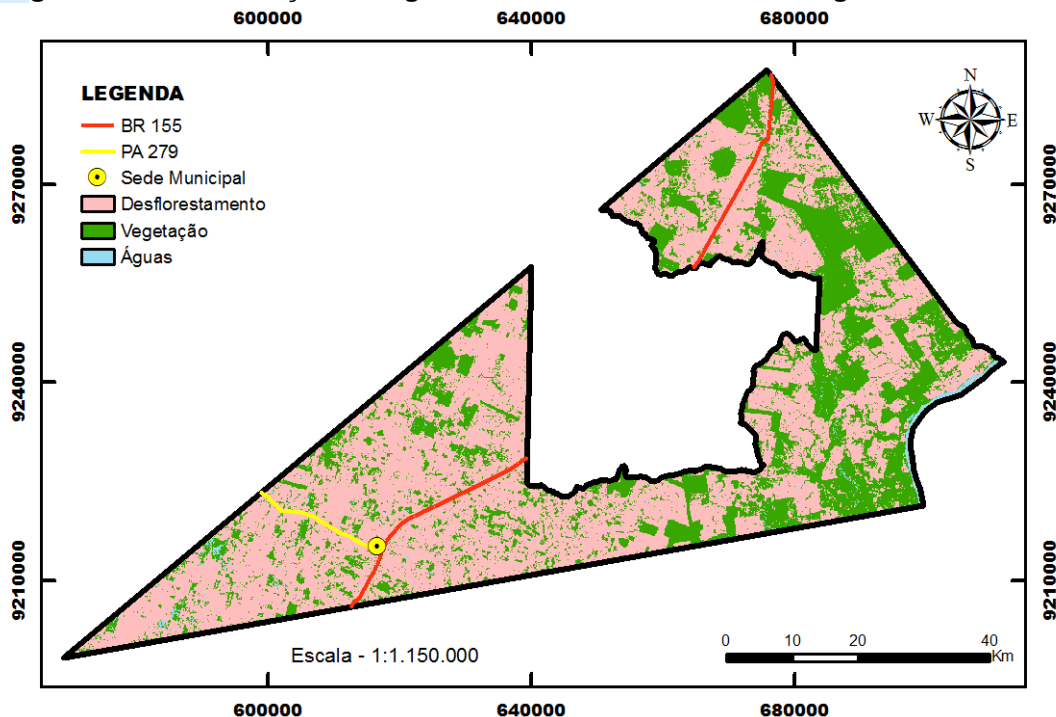 600000 640000 680000
LEGENDA
BR 155
PA 279
Sede Municipal
Desflorestamento
Vegetação
Águas
N
W E
S
9270000 9270000
9240000 9240000
9210000 9210000
Escala - 1:1.150.000
0 10 20 40
Km
600000 640000 680000